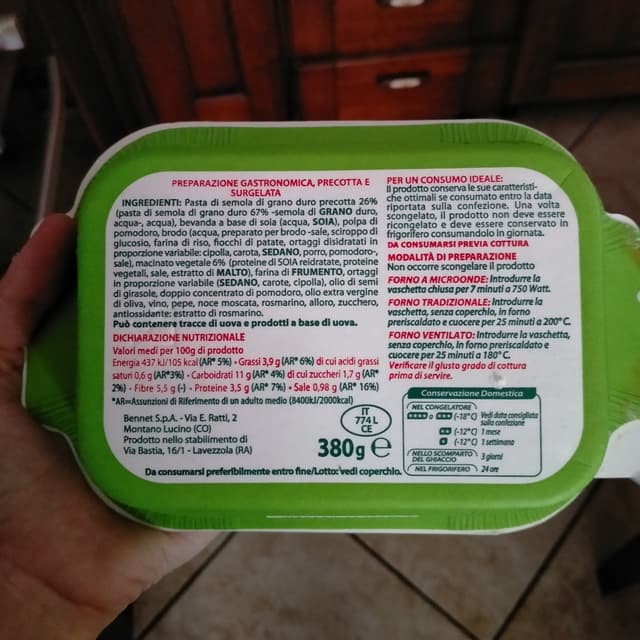 PREPARAZIONE GASTRONOMICA, PRECOTTA E
SURGELATA
INGREDIENTI: Pasta di semola di grano duro precotta 26%
(pasta di semola di grano duro 67% -semola di GRANO duro,
acqua-, acqua), bevanda a base di soia (acqua, SOIA), polpa di
pomodoro, brodo (acqua, preparato per brodo -sale, sciroppo di
glucosio, farina di riso, fiocchi di patate, ortaggi disidratati in
proporzione variabile: cipolla, carota, SEDANO, porro, pomodoro-,
sale), macinato vegetale 6% (proteine di SOIA reidratate, proteine
vegetali, sale, estratto di MALTO), farina di FRUMENTO, ortaggi
in proporzione variabile (SEDANO, carote, cipolla), olio di semi
di girasole, doppio concentrato di pomodoro, olio extra vergine
di oliva, vino, pepe, noce moscata, rosmarino, alloro, zucchero,
antiossidante: estratto di rosmarino.
Può contenere tracce di uova e prodotti a base di uova.
DICHIARAZIONE NUTRIZIONALE
Valori medi per 100g di prodotto
Energia 437 kJ/105 kcal (AR* 5%) • Grassi 3,9 g (AR* 6%) di cui acidi grassi
saturi 0,6 g (AR*3%) • Carboidrati 11 g (AR* 4%) di cui zuccheri 1,7 g (AR*
2%) • Fibre 5,5 g (-) • Proteine 3,5 g (AR* 7%) • Sale 0,98 g (AR* 16%)
*AR=Assunzioni di Riferimento di un adulto medio (8400kJ/2000kcal)
Bennet S.p.A. - Via E. Ratti, 2
Montano Lucino (CO)
Prodotto nello stabilimento di
Via Bastia, 16/1 - Lavezzola (RA)
IT
774 L
CE
380g e
Da consumarsi preferibilmente entro fine/Lotto: vedi coperchio.
PER UN CONSUMO IDEALE:
Il prodotto conserva le sue caratteristi-
che ottimali se consumato entro la data
riportata sulla confezione. Una volta
scongelato, il prodotto non deve essere
ricongelato e deve essere conservato in
frigorifero consumandolo in giornata.
DA CONSUMARSI PREVIA COTTURA
MODALITÀ DI PREPARAZIONE
Non occorre scongelare il prodotto
FORNO A MICROONDE: Introdurre la
vaschetta chiusa per 7 minuti a 750 Watt.
FORNO TRADIZIONALE: Introdurre la
vaschetta, senza coperchio, in forno
preriscaldato e cuocere per 25 minuti a 200°C.
FORNO VENTILATO: Introdurre la
vaschetta, senza coperchio, in forno preriscaldato e
cuocere per 25 minuti a 180°C.
Verificare il giusto grado di cottura
prima di servire.
Conservazione Domestica
NEL CONGELATORE
o (-18°C) Vedi data consigliata
sulla confezione
(-12°C) 1 mese
(-12°C) 1 settimana
NELLO SCOMPARTO
DEL GHIACCIO 3 giorni
NEL FRIGORIFERO 24 ore